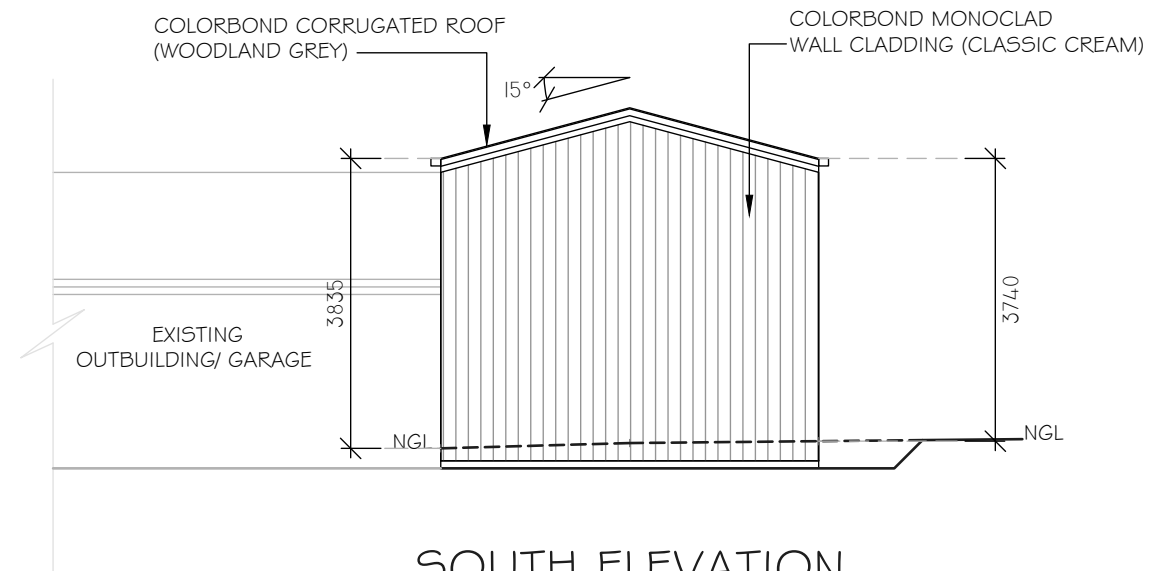 COLORBOND CORRUGATED ROOF
(WOODLAND GREY)
COLORBOND MONOCLAD
WALL CLADDING (CLASSIC CREAM)
15°
3835
3740
EXISTING
OUTBUILDING/ GARAGE
NGL
NGL
SOUTH ELEVATION